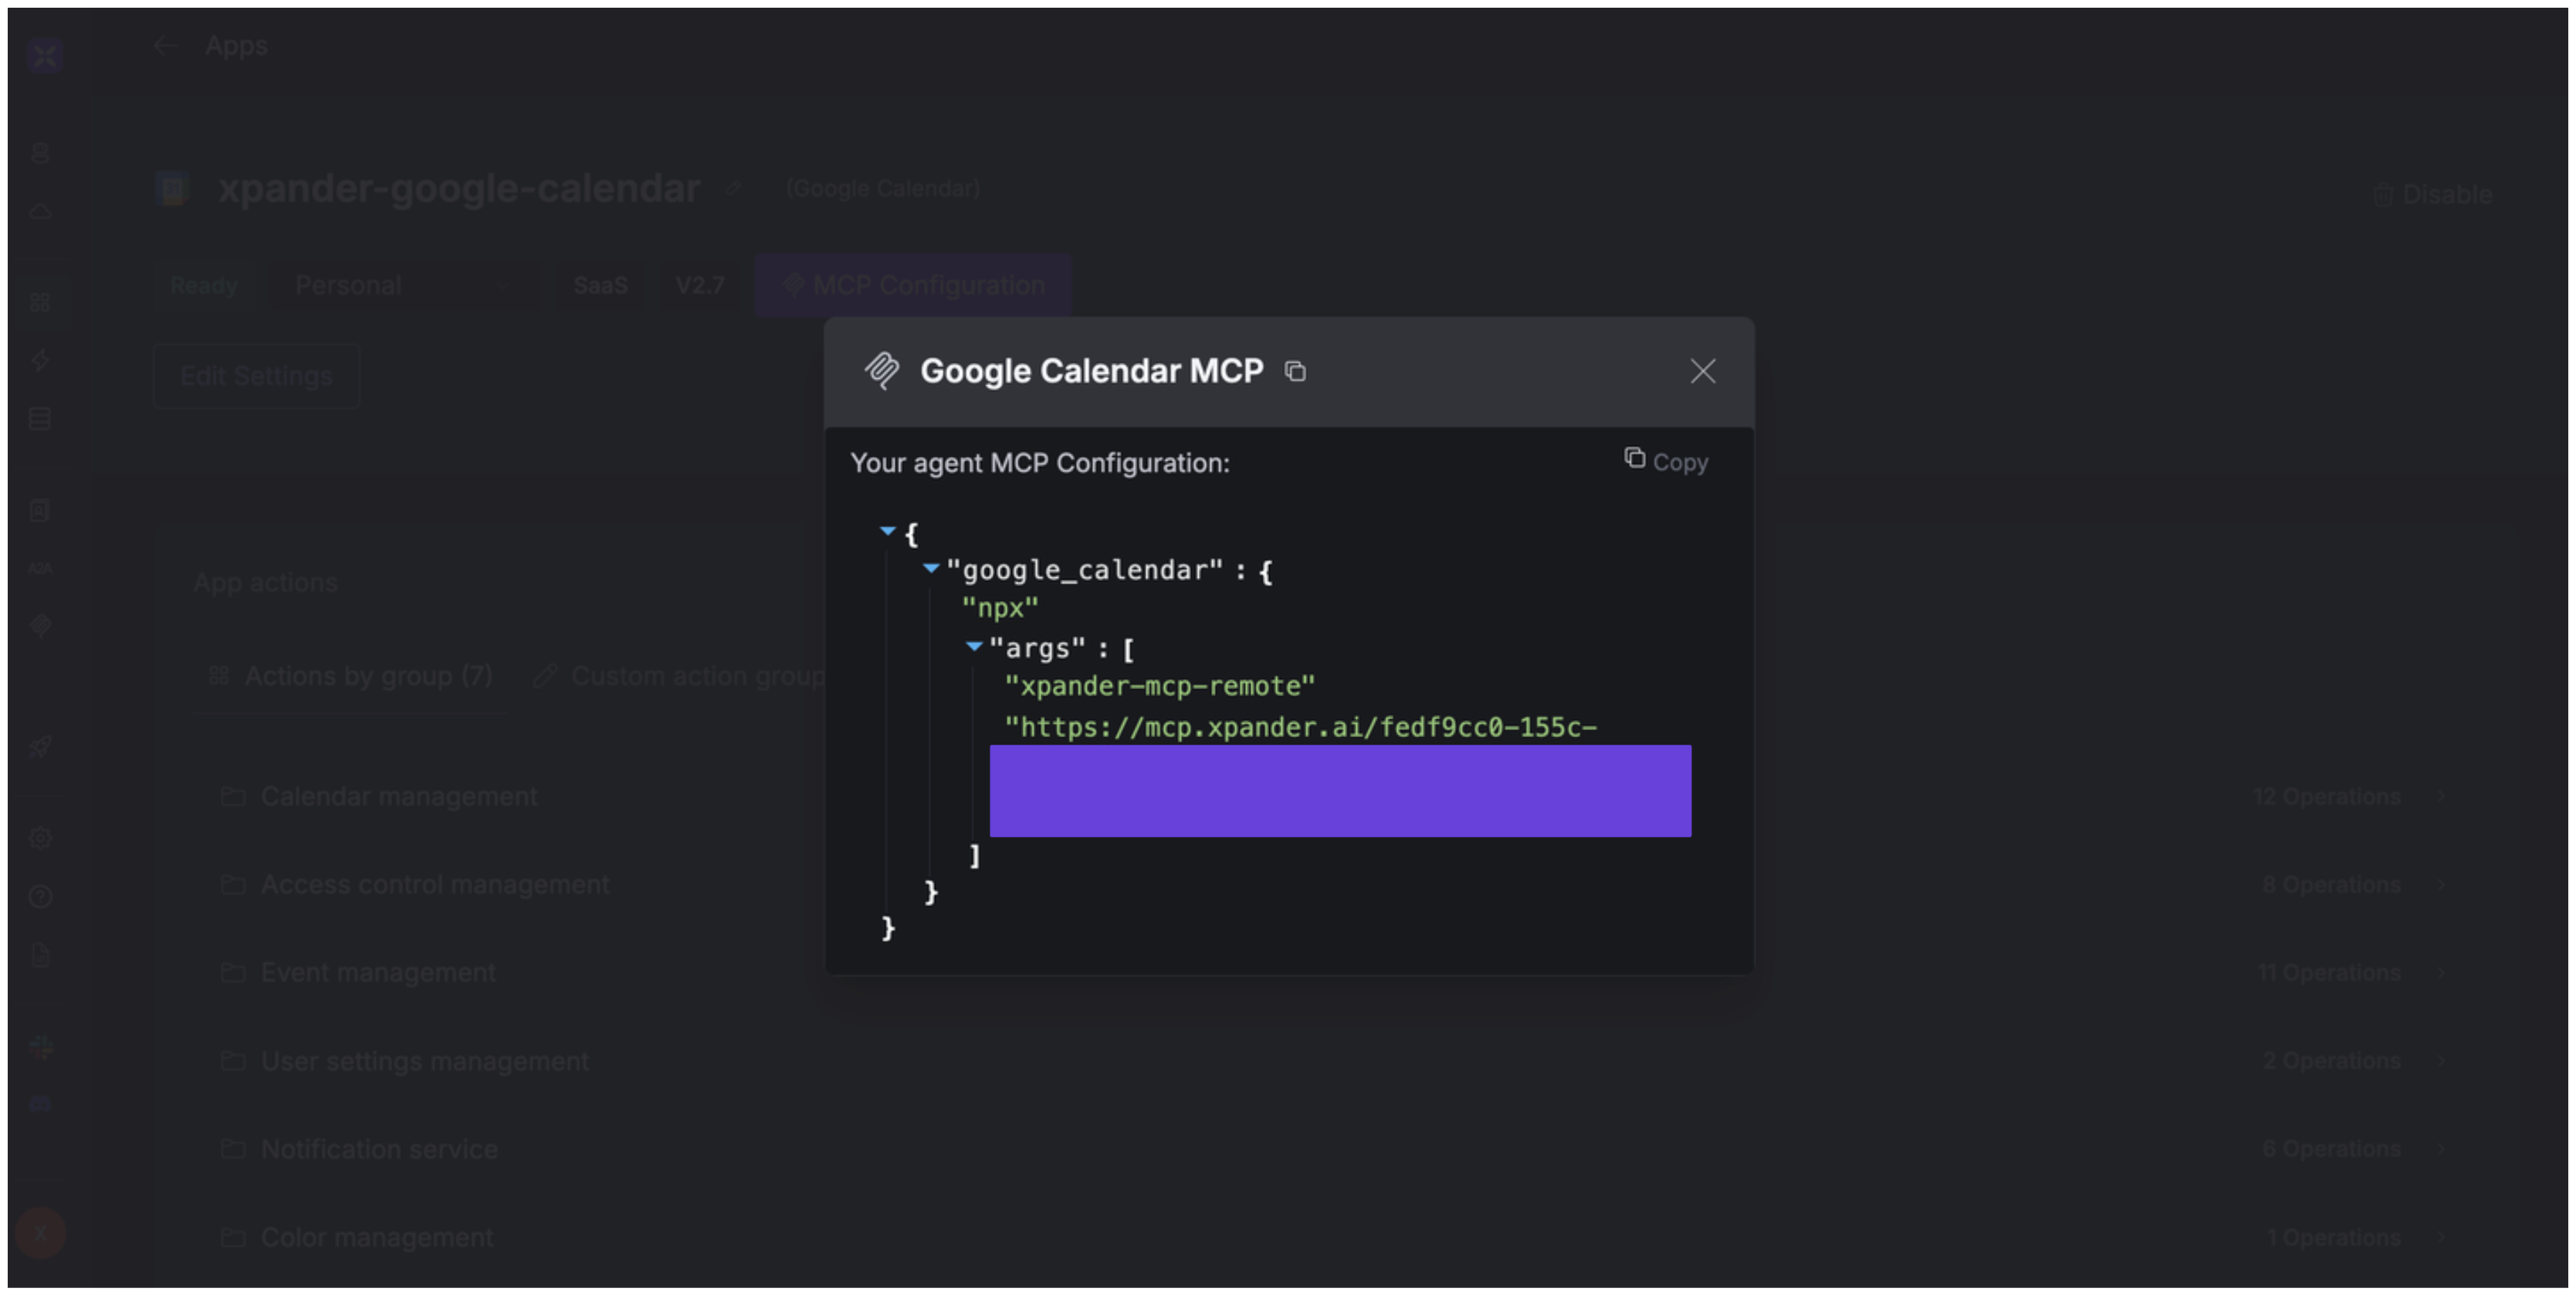 Apps
xpander-google-calendar (Google Calendar)
Disable
Ready Personal SaaS V2.7 MCP Configuration
Edit Settings
Google Calendar MCP
Your agent MCP Configuration:
Copy
{
"google_calendar" : {
"npx"
"args" : [
"xpander-mcp-remote"
"https://mcp.xpander.ai/fedf9cc0-155c-
]
}
}
App actions
Actions by group (7) Custom action group
Calendar management 12 Operations
Access control management 8 Operations
Event management 11 Operations
User settings management 2 Operations
Notification service 6 Operations
Color management 1 Operations
A2A
X